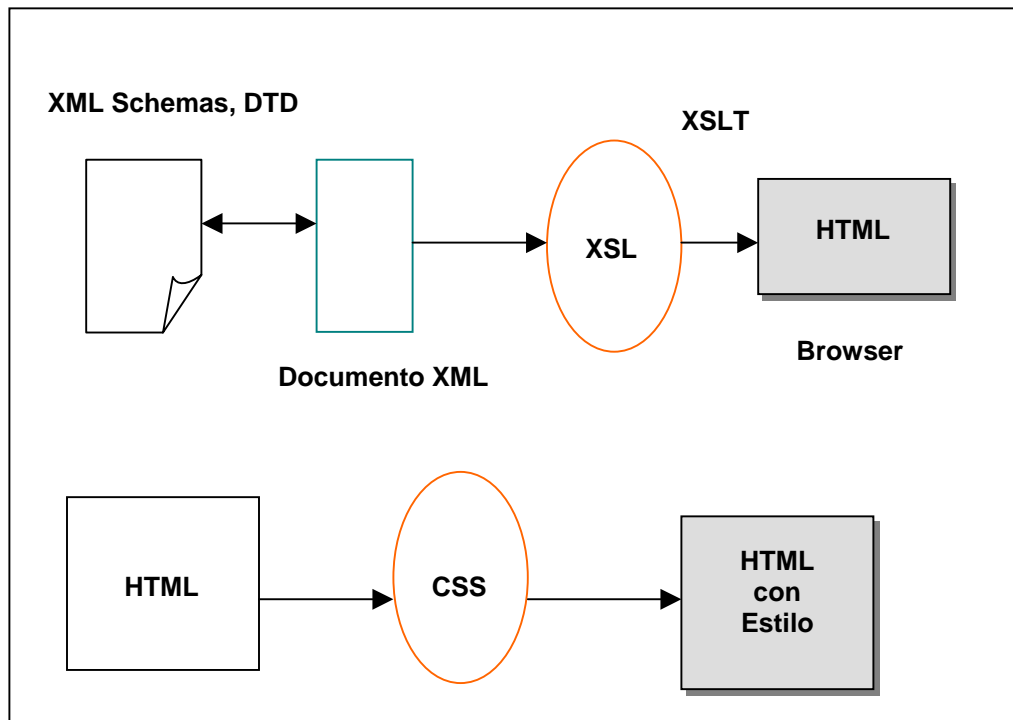 XML Schemas, DTD
XSLT
XSL
HTML
Browser
Documento XML
HTML
CSS
HTML
con
Estilo